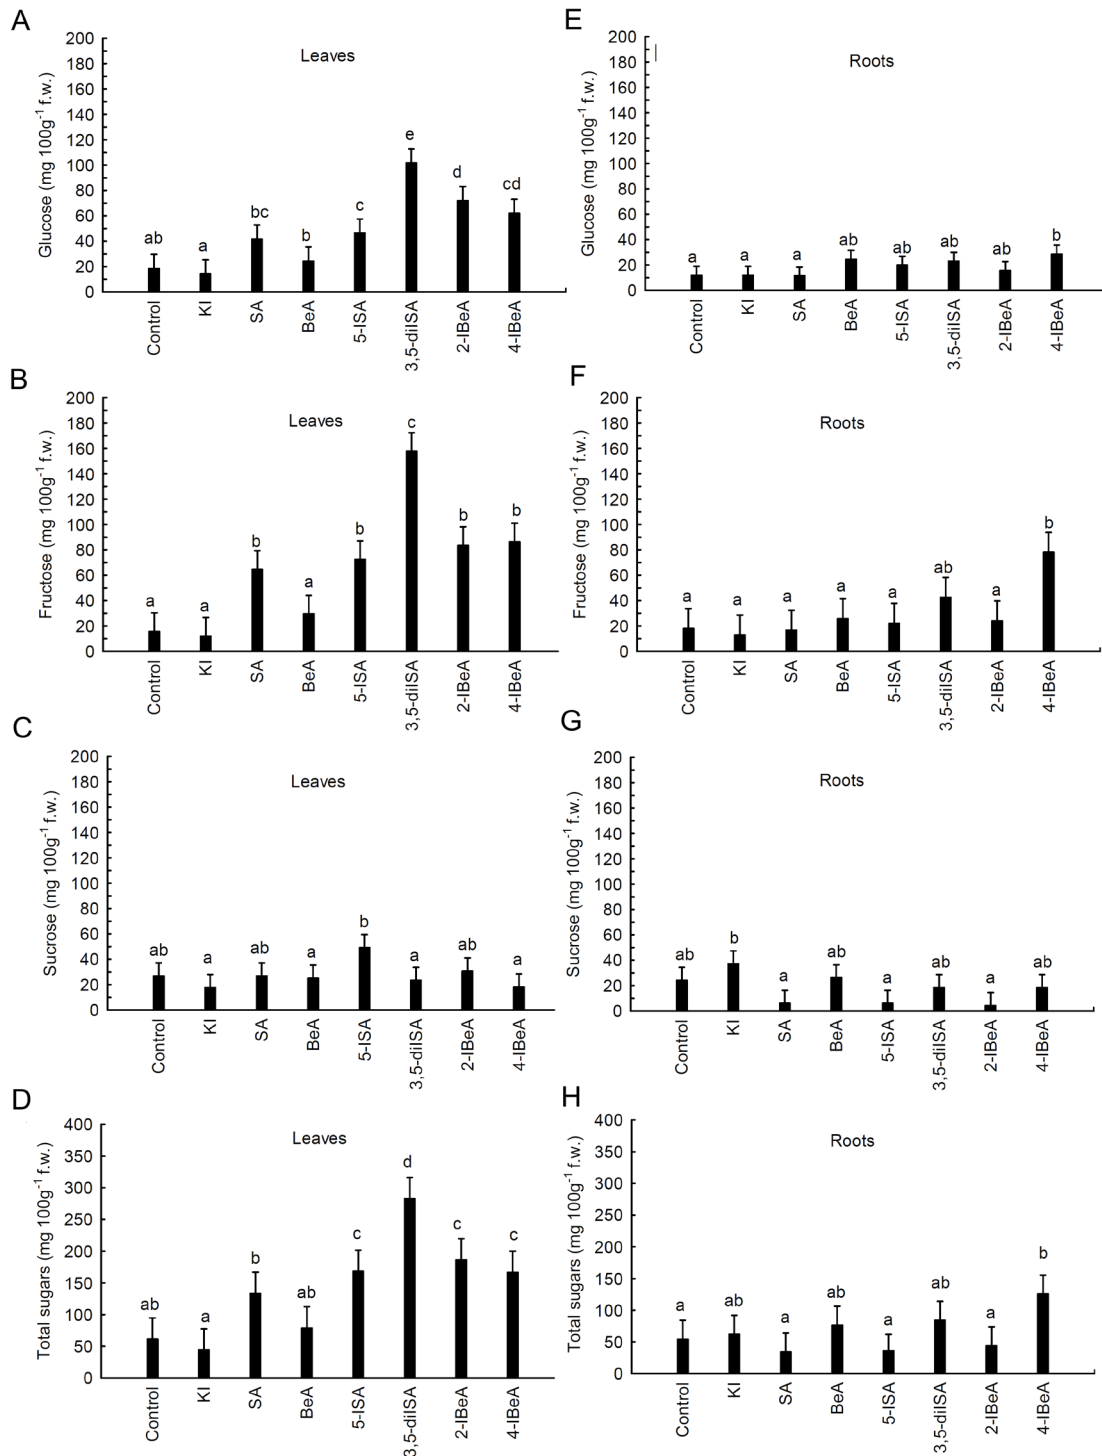 A
Leaves
Glucose (mg 100g-1 f.w.)
200
180
160
140
120
100
80
60
40
20
0
ab
a
bc
b
c
e
d
cd
Control
KI
SA
BeA
5-ISA
3,5-diISA
2-IBeA
4-IBeA
E
Roots
Glucose (mg 100g-1 f.w.)
200
180
160
140
120
100
80
60
40
20
0
a
a
a
ab
ab
ab
ab
b
Control
KI
SA
BeA
5-ISA
3,5-diISA
2-IBeA
4-IBeA
B
Leaves
Fructose (mg 100g-1 f.w.)
200
180
160
140
120
100
80
60
40
20
0
a
a
b
a
b
c
b
b
Control
KI
SA
BeA
5-ISA
3,5-diISA
2-IBeA
4-IBeA
F
Roots
Fructose (mg 100g-1 f.w.)
200
180
160
140
120
100
80
60
40
20
0
a
a
a
a
a
ab
a
b
Control
KI
SA
BeA
5-ISA
3,5-diISA
2-IBeA
4-IBeA
C
Leaves
Sucrose (mg 100g-1 f.w.)
200
180
160
140
120
100
80
60
40
20
0
ab
a
ab
a
b
a
ab
a
Control
KI
SA
BeA
5-ISA
3,5-diISA
2-IBeA
4-IBeA
G
Roots
Sucrose (mg 100g-1 f.w.)
200
180
160
140
120
100
80
60
40
20
0
ab
b
a
ab
a
ab
a
ab
Control
KI
SA
BeA
5-ISA
3,5-diISA
2-IBeA
4-IBeA
D
Leaves
Total sugars (mg 100g-1 f.w.)
400
350
300
250
200
150
100
50
0
ab
a
b
ab
c
d
c
c
Control
KI
SA
BeA
5-ISA
3,5-diISA
2-IBeA
4-IBeA
H
Roots
Total sugars (mg 100g-1 f.w.)
400
350
300
250
200
150
100
50
0
a
ab
a
ab
a
ab
a
b
Control
KI
SA
BeA
5-ISA
3,5-diISA
2-IBeA
4-IBeA